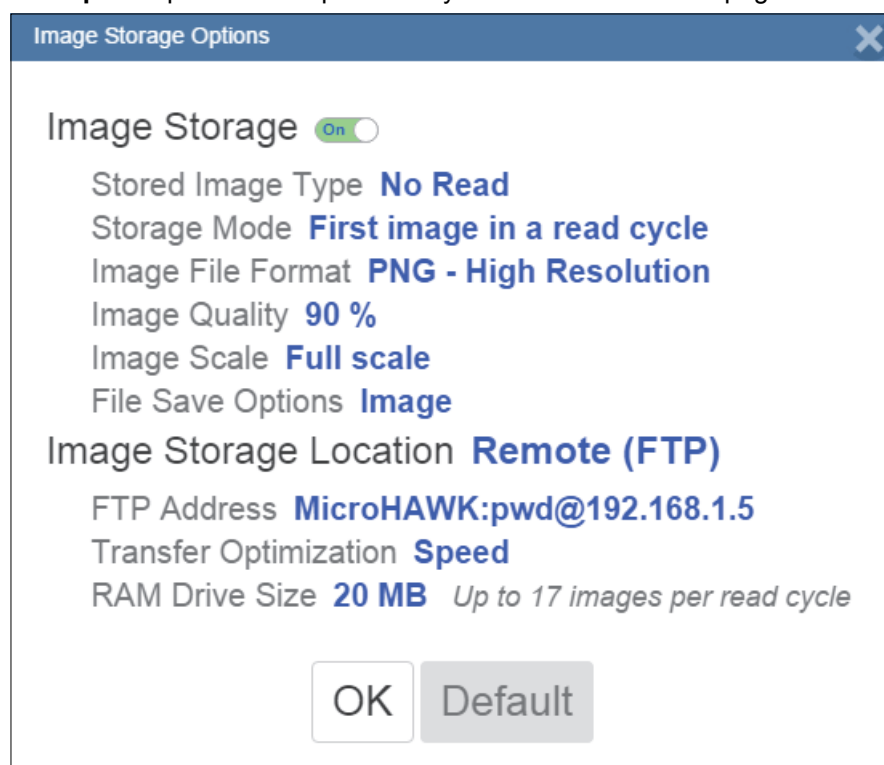 Image Storage Options
Image Storage On
Stored Image Type No Read
Storage Mode First image in a read cycle
Image File Format PNG - High Resolution
Image Quality 90 %
Image Scale Full scale
File Save Options Image
Image Storage Location Remote (FTP)
FTP Address MicroHAWK:pwd@192.168.1.5
Transfer Optimization Speed
RAM Drive Size 20 MB Up to 17 images per read cycle
OK Default